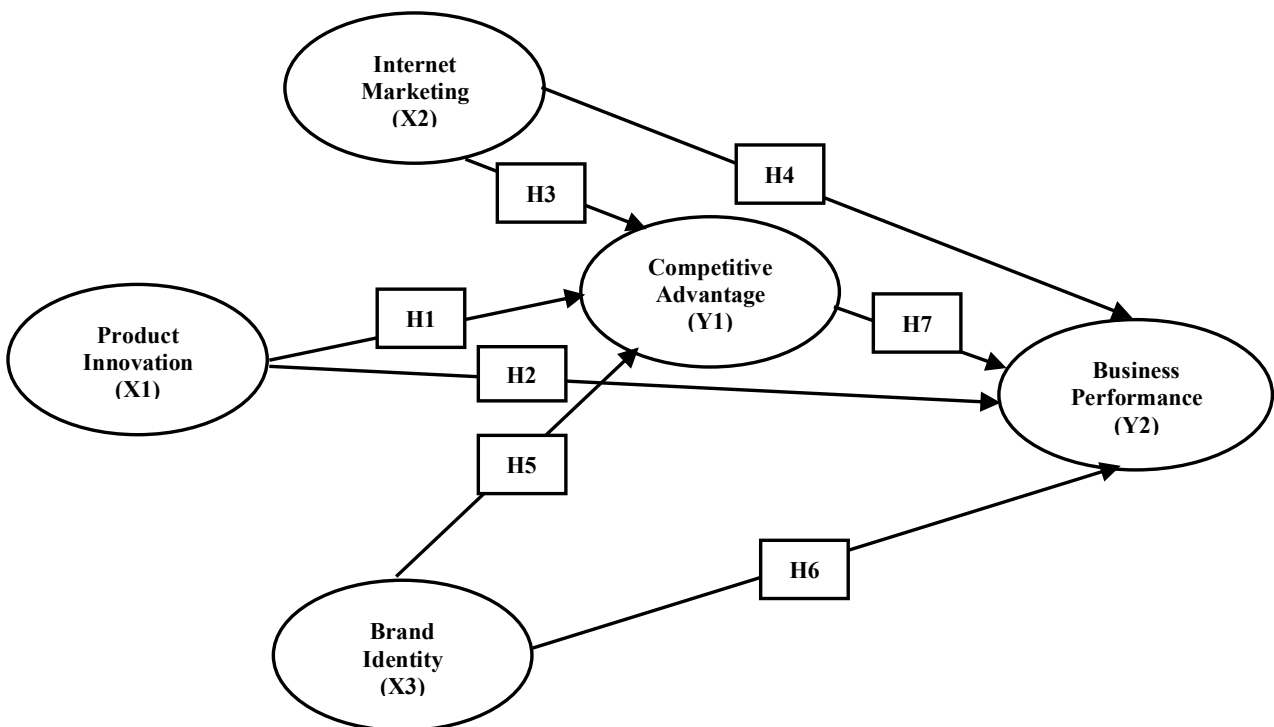 Internet
Marketing
(X2)
H4
H3
Competitive
Advantage
(Y1)
H1
H7
Product
Innovation
(X1)
H2
Business
Performance
(Y2)
H5
H6
Brand
Identity
(X3)